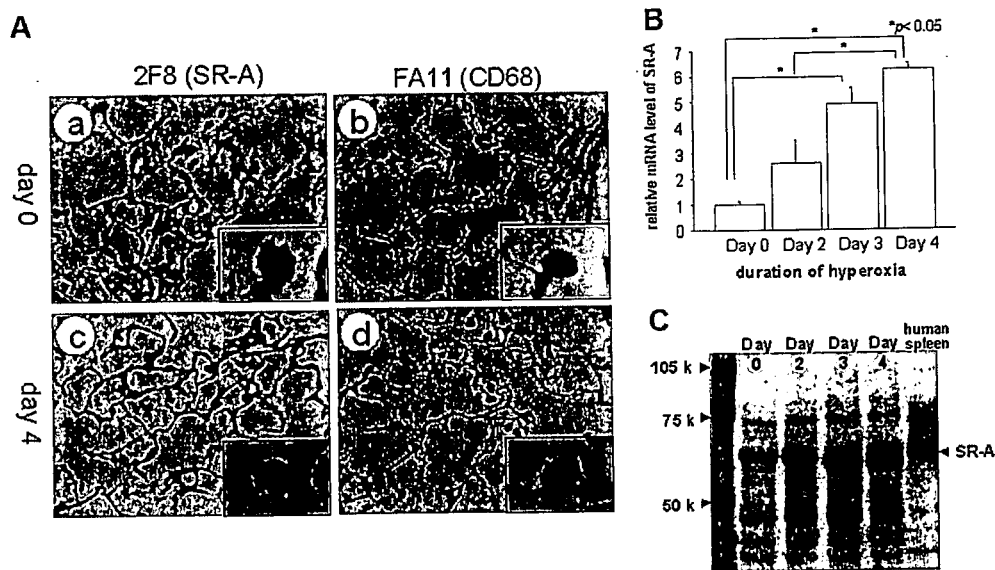 A
2F8 (SR-A)
FA11 (CD68)
day 0
a
b
day 4
c
d
B
*p< 0.05
*
*
*
relative mRNA level of SR-A
7
6
5
4
3
2
1
0
Day 0 Day 2 Day 3 Day 4
duration of hyperoxia
C
Day 0
Day 2
Day 3
Day 4
human spleen
105 k
75 k
SR-A
50 k